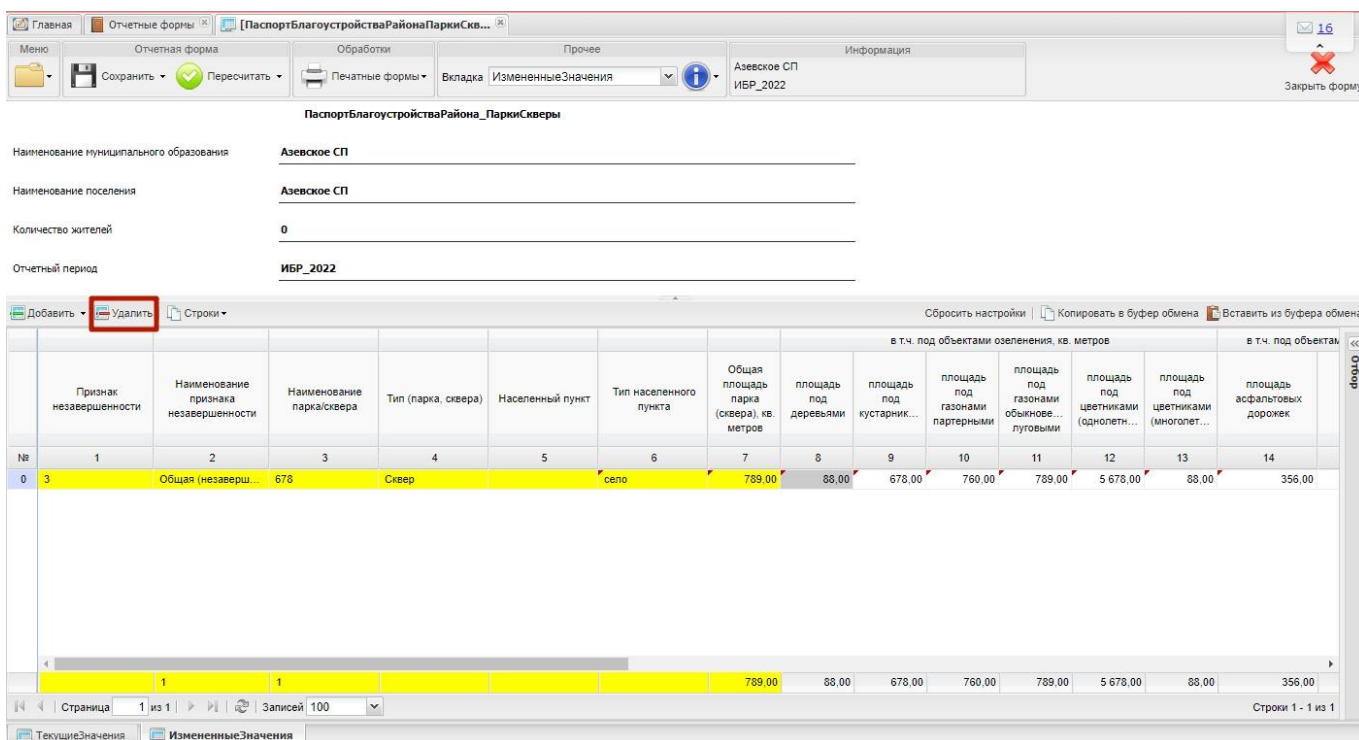 Главная Отчетные формы [ПаспортБлагоустройстваРайонаПаркиСкв...
16
Меню Отчетная форма Обработки Прочее Информация
Сохранить Пересчитать Печатные формы Вкладка ИзмененныеЗначения Азевское СП
ИБР_2022
Закрыть форму
ПаспортБлагоустройстваРайона_ПаркиСкверы
Наименование муниципального образования Азевское СП
Наименование поселения Азевское СП
Количество жителей 0
Отчетный период ИБР_2022
Добавить Удалить Строки Сбросить настройки Копировать в буфер обмена Вставить из буфера обмена
в т.ч. под объектами озеленения, кв. метров в т.ч. под объектам
Отбор
Признак незавершенности Наименование признака незавершенности Наименование парка/сквера Тип (парка, сквера) Населенный пункт Тип населенного пункта Общая площадь парка (сквера), кв. метров площадь под деревьями площадь под кустарник... площадь под газонами партерными площадь под газонами обыкнове... луговыми площадь под цветниками (однолетн... площадь под цветниками (многолет... площадь асфальтовых дорожек
№ 1 2 3 4 5 6 7 8 9 10 11 12 13 14
0 3 Общая (незаверш... 678 Сквер село 789,00 88,00 678,00 760,00 789,00 5 678,00 88,00 356,00
1 1 789,00 88,00 678,00 760,00 789,00 5 678,00 88,00 356,00
Страница 1 из 1 Записей 100 Строки 1 - 1 из 1
ТекущиеЗначения ИзмененныеЗначения